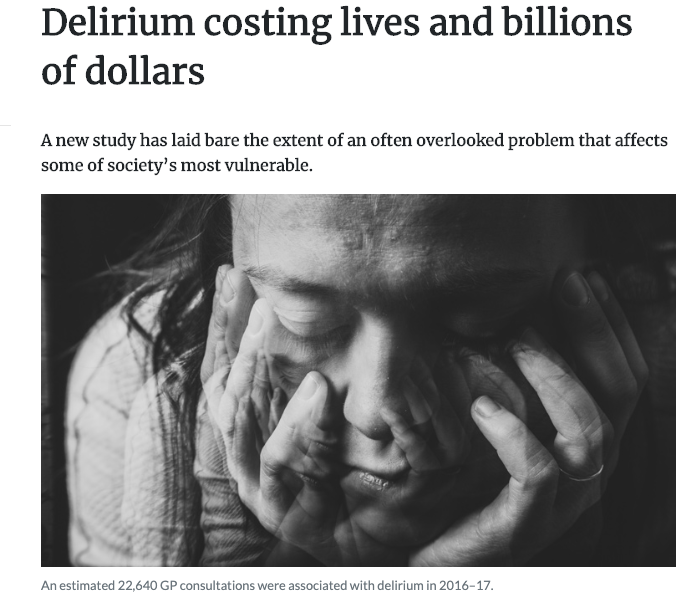 Delirium costing lives and billions
of dollars
A new study has laid bare the extent of an often overlooked problem that affects
some of society’s most vulnerable.
An estimated 22,640 GP consultations were associated with delirium in 2016–17.